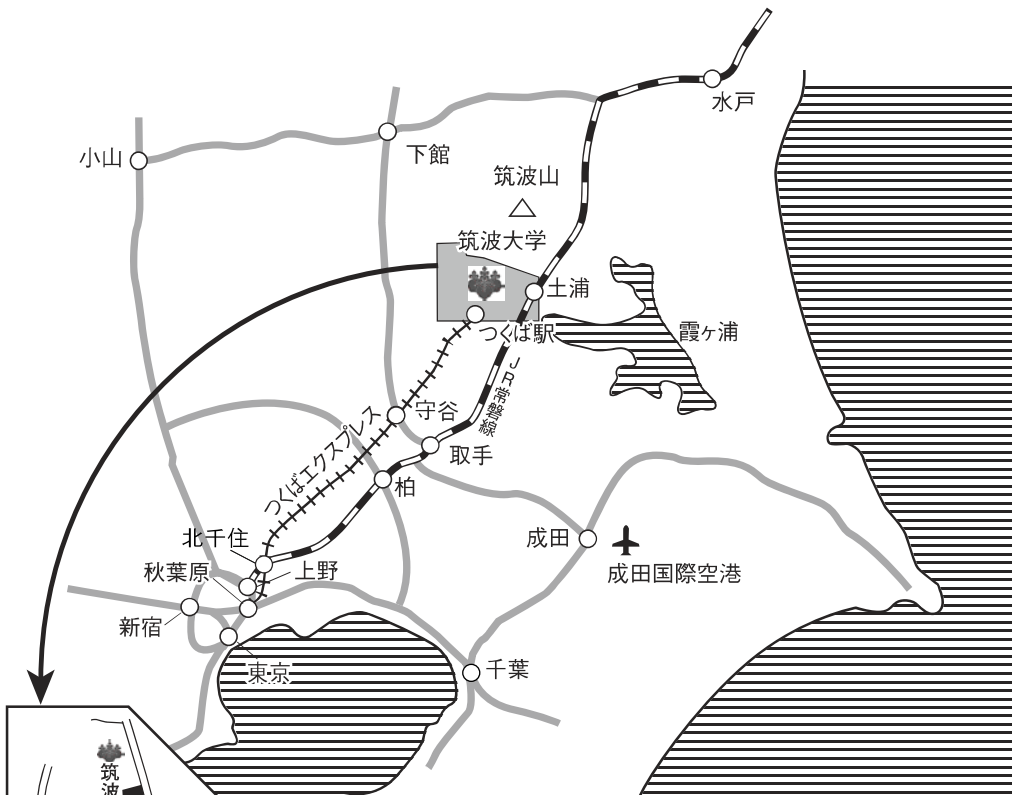 水戸
小山
下館
筑波山
筑波大学
土浦
つくば駅
霞ヶ浦
JR常磐線
守谷
つくばエクスプレス
取手
柏
北千住
成田
秋葉原
上野
成田国際空港
新宿
東京
千葉
筑波